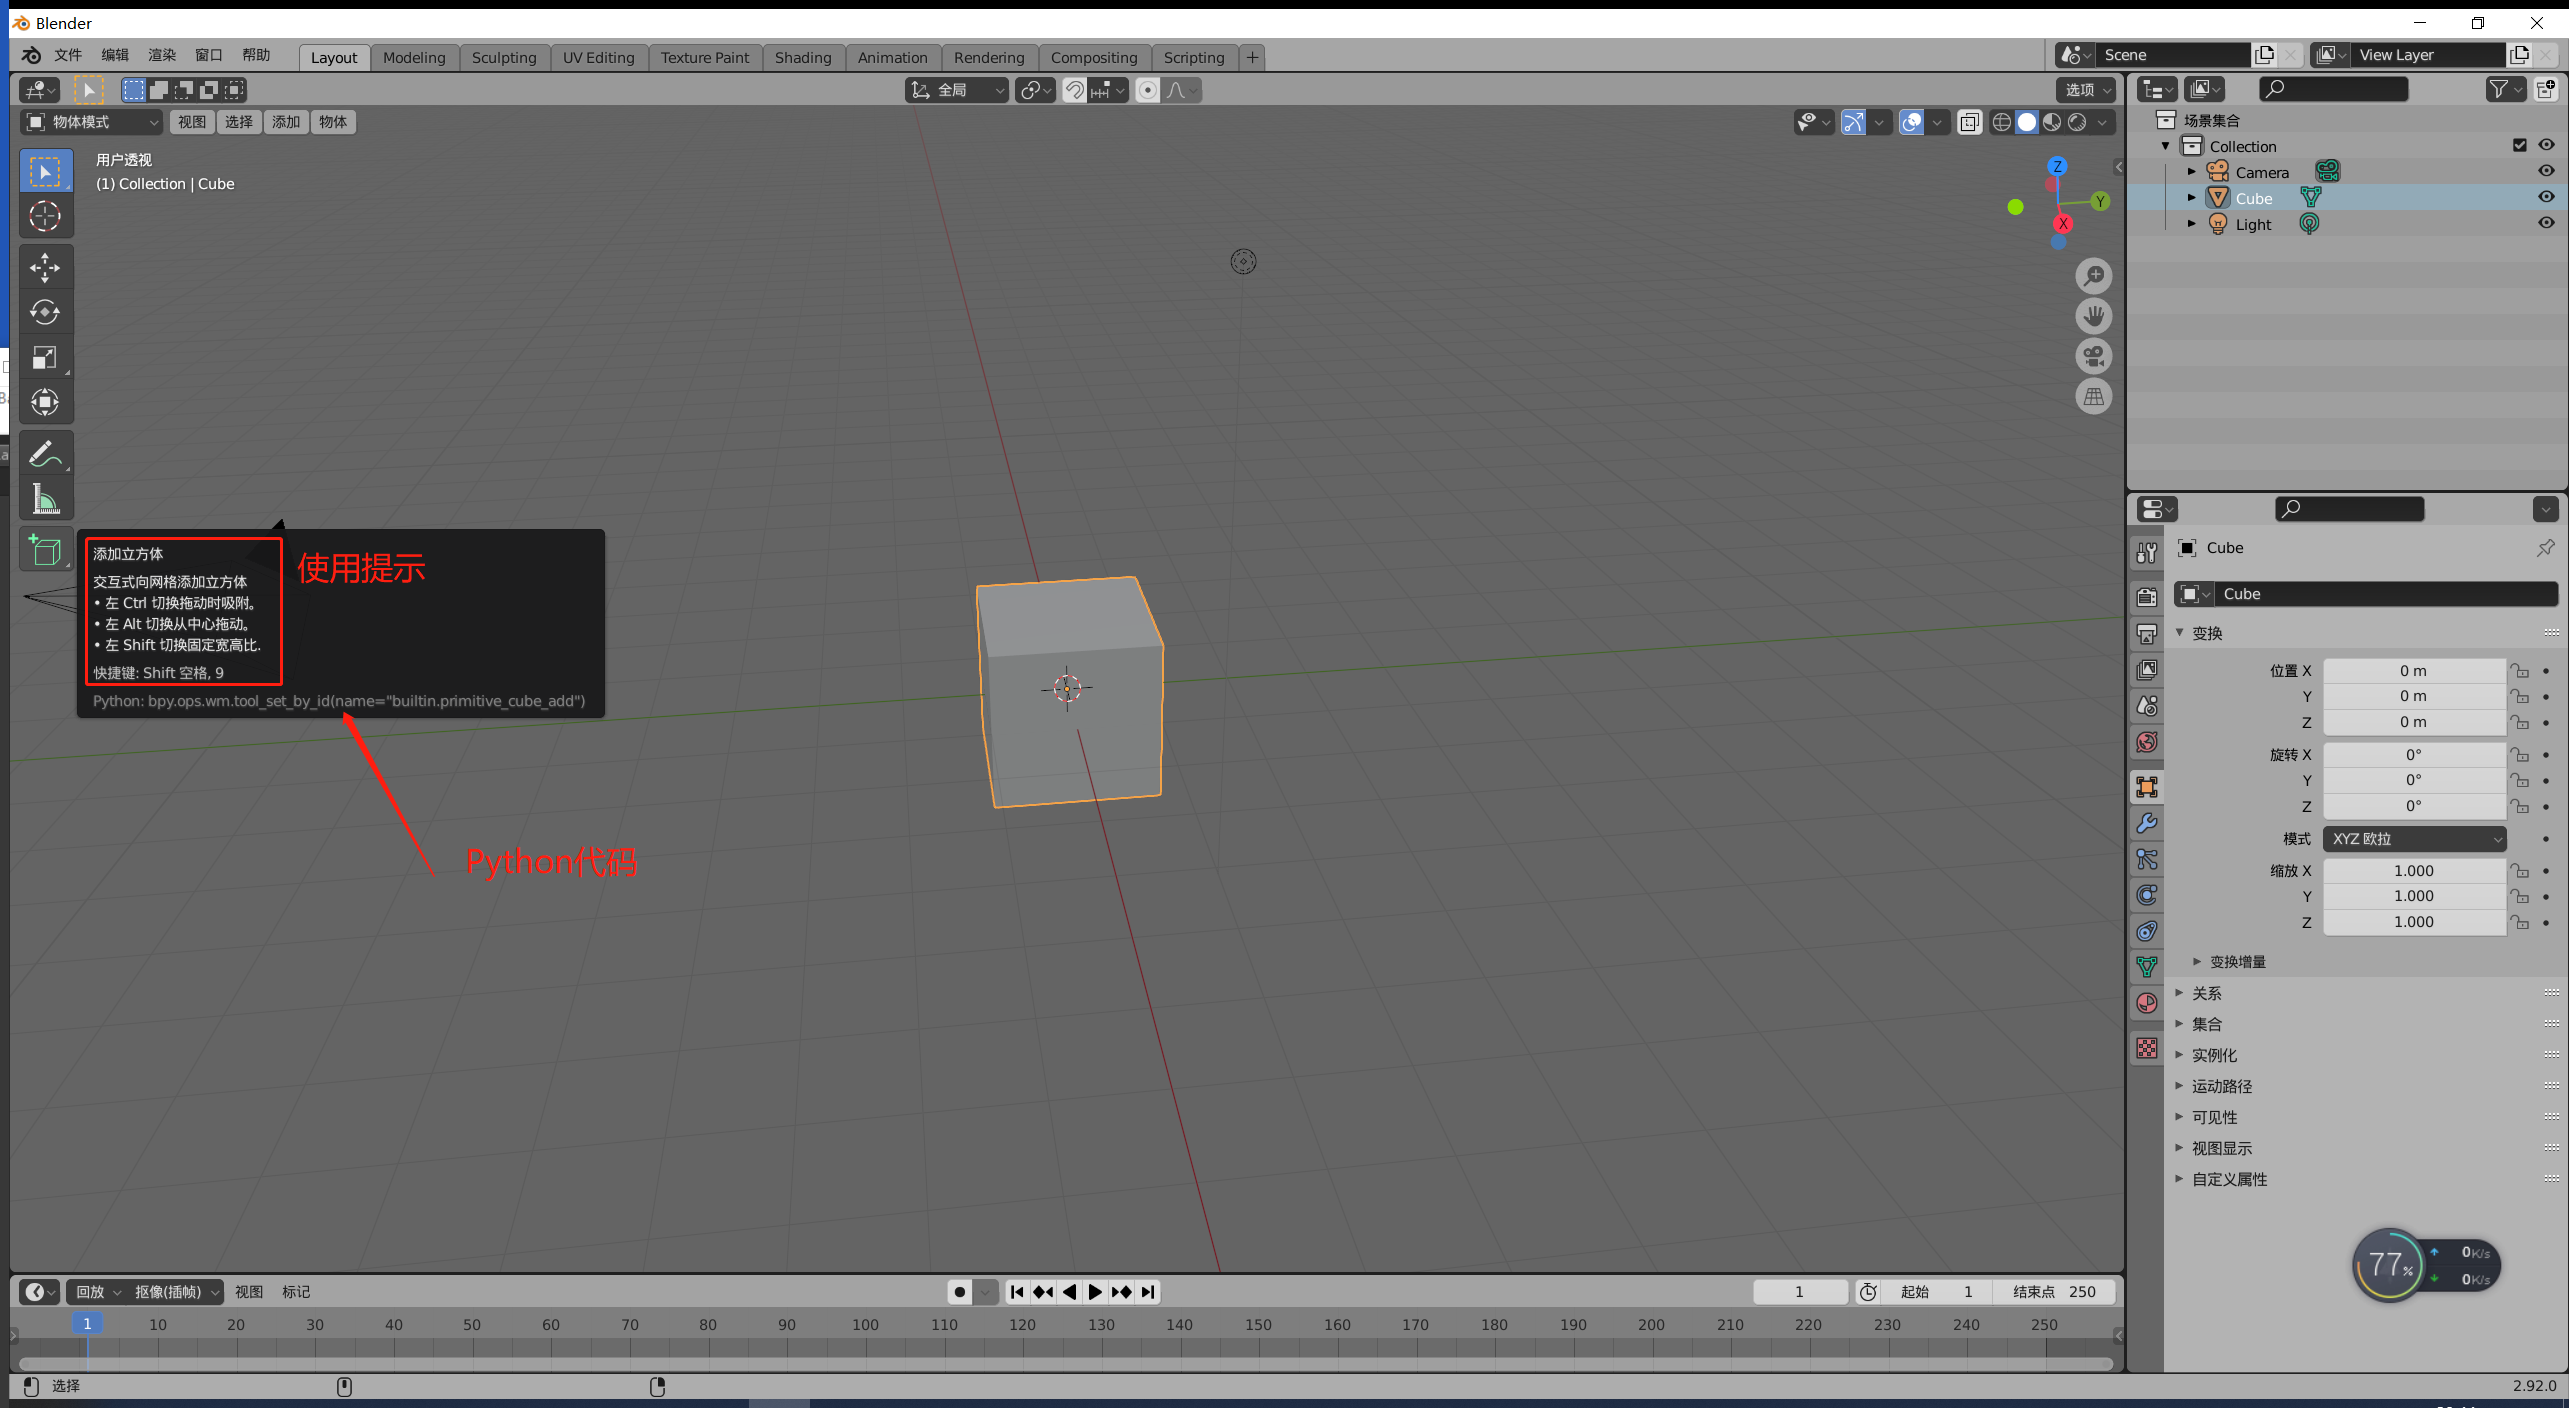 Blender
文件 编辑 渲染 窗口 帮助 Layout Modeling Sculpting UV Editing Texture Paint Shading Animation Rendering Compositing Scripting + Scene View Layer
全局 选项
物体模式 视图 选择 添加 物体
用户透视
(1) Collection | Cube
Z
Y
X
场景集合
Collection
Camera
Cube
Light
添加立方体
交互式向网格添加立方体
• 左 Ctrl 切换拖动时吸附。
• 左 Alt 切换从中心拖动。
• 左 Shift 切换固定宽高比.
快捷键: Shift 空格, 9
Python: bpy.ops.wm.tool_set_by_id(name="builtin.primitive_cube_add")
使用提示
Python代码
Cube
Cube
变换
位置 X 0 m
Y 0 m
Z 0 m
旋转 X 0°
Y 0°
Z 0°
模式 XYZ 欧拉
缩放 X 1.000
Y 1.000
Z 1.000
变换增量
关系
集合
实例化
运动路径
可见性
视图显示
自定义属性
77%
0K/s
0K/s
回放 抠像(插帧) 视图 标记 1 起始 1 结束点 250
1 10 20 30 40 50 60 70 80 90 100 110 120 130 140 150 160 170 180 190 200 210 220 230 240 250
选择 2.92.0